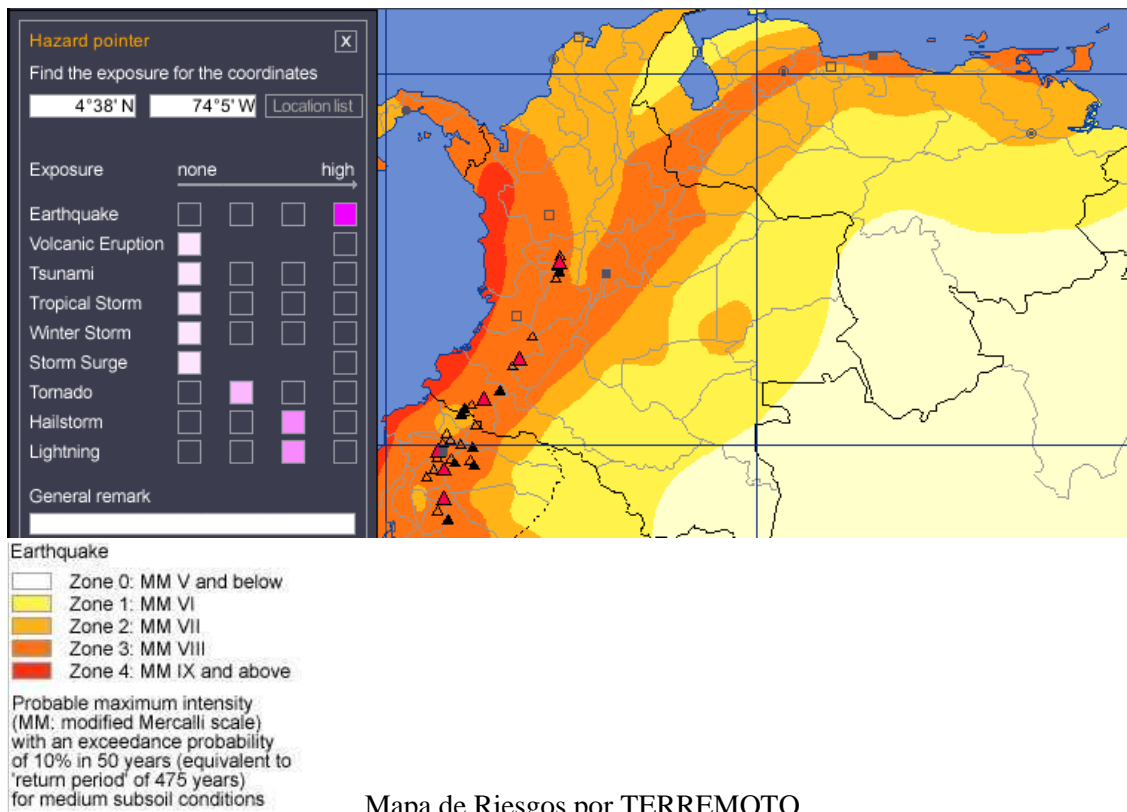 Hazard pointer X
Find the exposure for the coordinates
4°38' N 74°5' W Location list
Exposure none high
Earthquake
Volcanic Eruption
Tsunami
Tropical Storm
Winter Storm
Storm Surge
Tornado
Hailstorm
Lightning
General remark
Earthquake
Zone 0: MM V and below
Zone 1: MM VI
Zone 2: MM VII
Zone 3: MM VIII
Zone 4: MM IX and above
Probable maximum intensity
(MM: modified Mercalli scale)
with an exceedance probability
of 10% in 50 years (equivalent to
'return period' of 475 years)
for medium subsoil conditions
Mapa de Riesgos por TERREMOTO